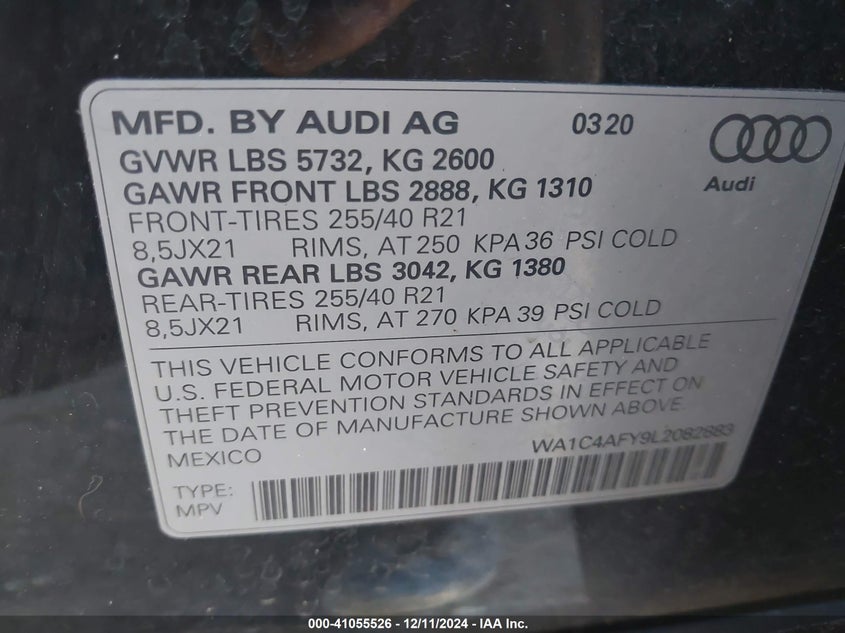 MFD. BY AUDI AG 0320
Audi
GVWR LBS 5732, KG 2600
GAWR FRONT LBS 2888, KG 1310
FRONT-TIRES 255/40 R21
8,5JX21 RIMS, AT 250 KPA 36 PSI COLD
GAWR REAR LBS 3042, KG 1380
REAR-TIRES 255/40 R21
8,5JX21 RIMS, AT 270 KPA 39 PSI COLD
THIS VEHICLE CONFORMS TO ALL APPLICABLE
U.S. FEDERAL MOTOR VEHICLE SAFETY AND
THEFT PREVENTION STANDARDS IN EFFECT ON
THE DATE OF MANUFACTURE SHOWN ABOVE.
MEXICO WA1C4AFY9L2082883
TYPE:
MPV
000-41055526 - 12/11/2024 - IAA Inc.